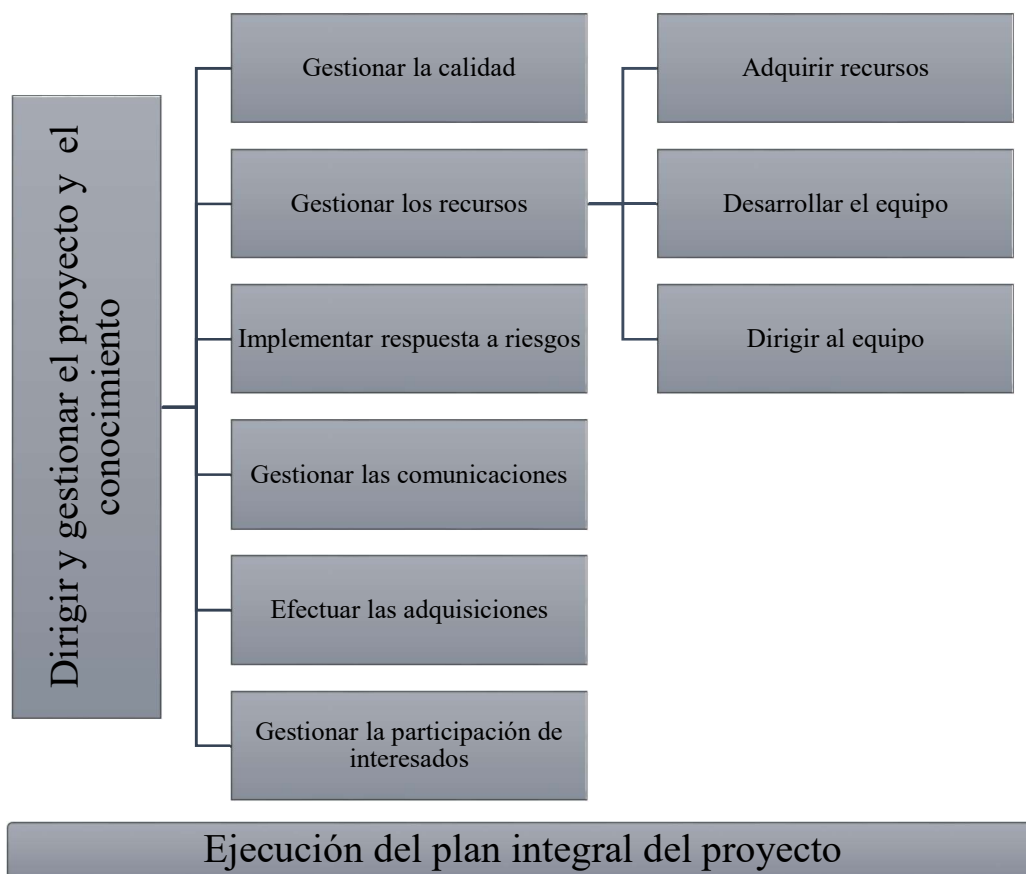 Dirigir y gestionar el proyecto y el
conocimiento
Gestionar la calidad
Gestionar los recursos
Implementar respuesta a riesgos
Gestionar las comunicaciones
Efectuar las adquisiciones
Gestionar la participación de
interesados
Adquirir recursos
Desarrollar el equipo
Dirigir al equipo
Ejecución del plan integral del proyecto